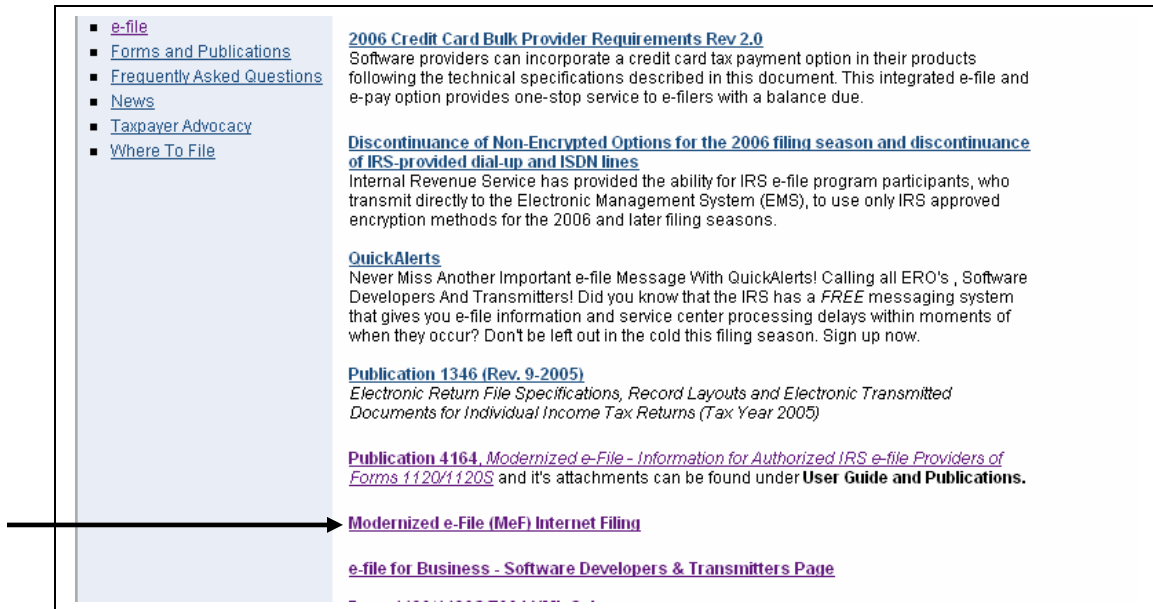 e-file
Forms and Publications
Frequently Asked Questions
News
Taxpayer Advocacy
Where To File
2006 Credit Card Bulk Provider Requirements Rev 2.0
Software providers can incorporate a credit card tax payment option in their products
following the technical specifications described in this document. This integrated e-file and
e-pay option provides one-stop service to e-filers with a balance due.
Discontinuance of Non-Encrypted Options for the 2006 filing season and discontinuance
of IRS-provided dial-up and ISDN lines
Internal Revenue Service has provided the ability for IRS e-file program participants, who
transmit directly to the Electronic Management System (EMS), to use only IRS approved
encryption methods for the 2006 and later filing seasons.
QuickAlerts
Never Miss Another Important e-file Message With QuickAlerts! Calling all ERO's , Software
Developers And Transmitters! Did you know that the IRS has a FREE messaging system
that gives you e-file information and service center processing delays within moments of
when they occur? Don't be left out in the cold this filing season. Sign up now.
Publication 1346 (Rev. 9-2005)
Electronic Return File Specifications, Record Layouts and Electronic Transmitted
Documents for Individual Income Tax Returns (Tax Year 2005)
Publication 4164, Modernized e-File - Information for Authorized IRS e-file Providers of
Forms 1120/1120S and it's attachments can be found under User Guide and Publications.
Modernized e-File (MeF) Internet Filing
e-file for Business - Software Developers & Transmitters Page